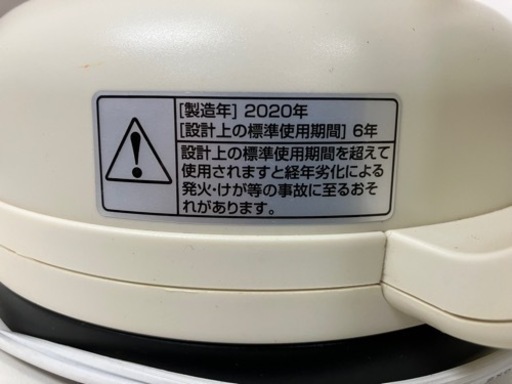 [製造年] 2020年
[設計上の標準使用期間] 6年
設計上の標準使用期間を超えて
使用されますと経年劣化による
発火・けが等の事故に至るおそ
れがあります。